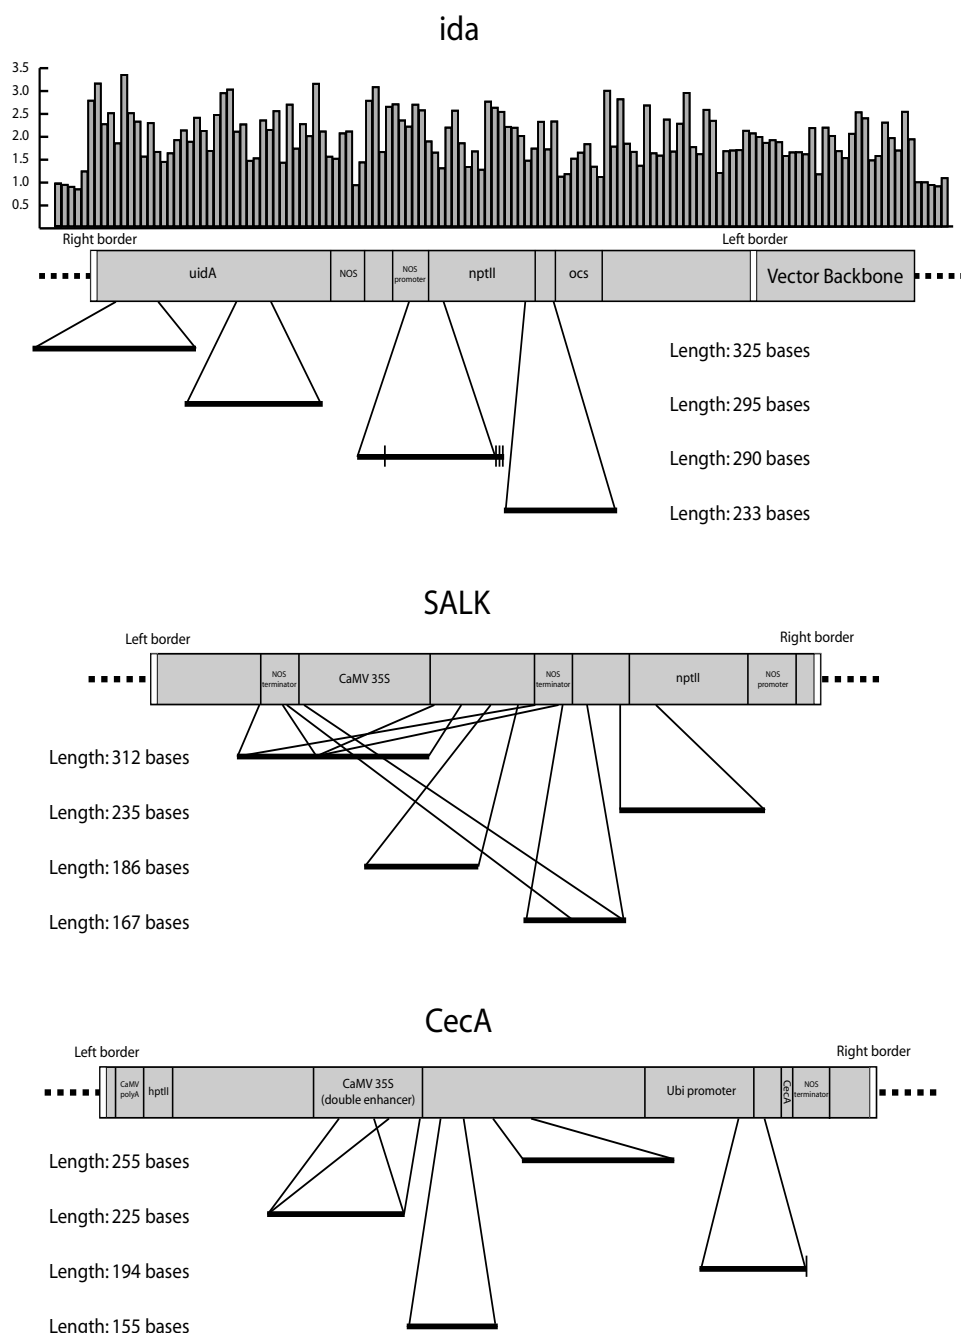 ida
3.5
3.0
2.5
2.0
1.5
1.0
0.5
Right border
Left border
uidA
NOS
NOS promoter
nptII
ocs
Vector Backbone
Length: 325 bases
Length: 295 bases
Length: 290 bases
Length: 233 bases
SALK
Left border
Right border
NOS terminator
CaMV 35S
NOS terminator
nptII
NOS promoter
Length: 312 bases
Length: 235 bases
Length: 186 bases
Length: 167 bases
CecA
Left border
Right border
CaMV polyA
hptII
CaMV 35S
(double enhancer)
Ubi promoter
CecA
NOS terminator
Length: 255 bases
Length: 225 bases
Length: 194 bases
Length: 155 bases